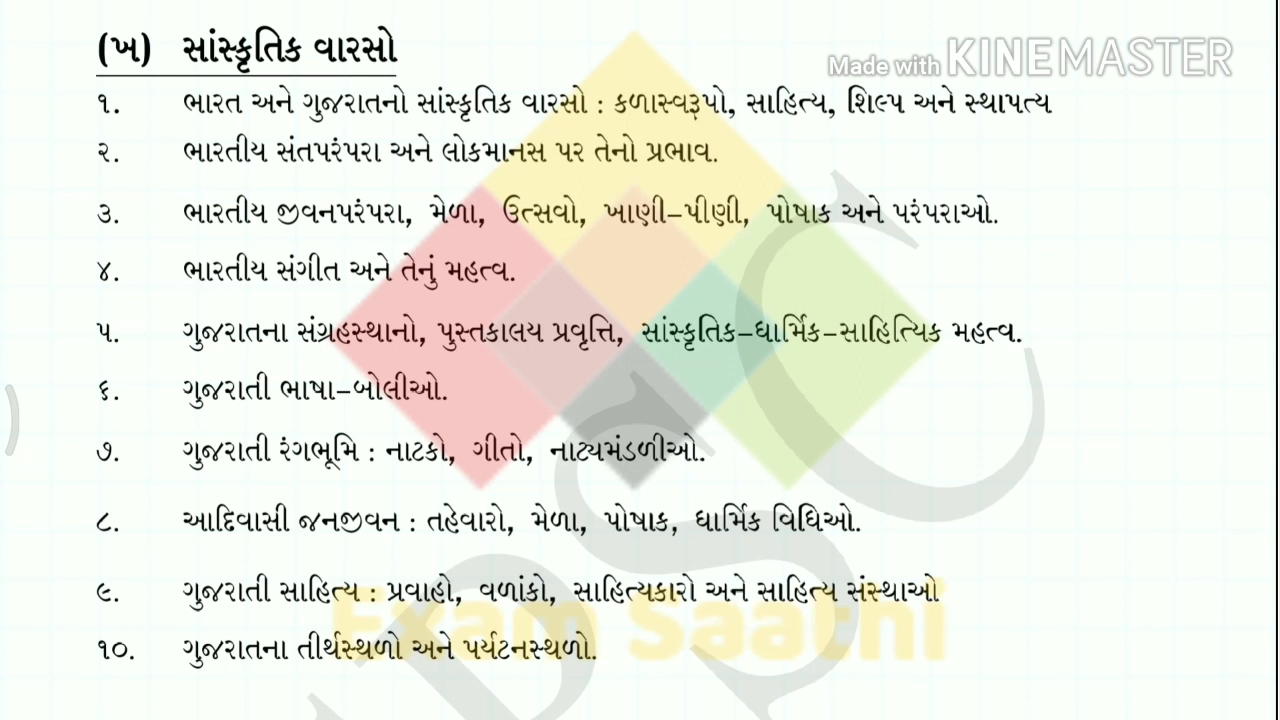 (ખ) સાંસ્કૃતિક વારસો
Made with KINEMASTER
૧. ભારત અને ગુજરાતનો સાંસ્કૃતિક વારસો : કળાસ્વરૂપો, સાહિત્ય, શિલ્પ અને સ્થાપત્ય
૨. ભારતીય સંતપરંપરા અને લોકમાનસ પર તેનો પ્રભાવ.
૩. ભારતીય જીવનપરંપરા, મેળા, ઉત્સવો, ખાણી–પીણી, પોષાક અને પરંપરાઓ.
૪. ભારતીય સંગીત અને તેનું મહત્વ.
૫. ગુજરાતના સંગ્રહસ્થાનો, પુસ્તકાલય પ્રવૃત્તિ, સાંસ્કૃતિક–ધાર્મિક–સાહિત્યિક મહત્વ.
૬. ગુજરાતી ભાષા–બોલીઓ.
૭. ગુજરાતી રંગભૂમિ : નાટકો, ગીતો, નાટ્યમંડળીઓ.
૮. આદિવાસી જનજીવન : તહેવારો, મેળા, પોષાક, ધાર્મિક વિધિઓ.
૯. ગુજરાતી સાહિત્ય : પ્રવાહો, વળાંકો, સાહિત્યકારો અને સાહિત્ય સંસ્થાઓ
Exam Saathi
૧૦. ગુજરાતના તીર્થસ્થળો અને પર્યટનસ્થળો.